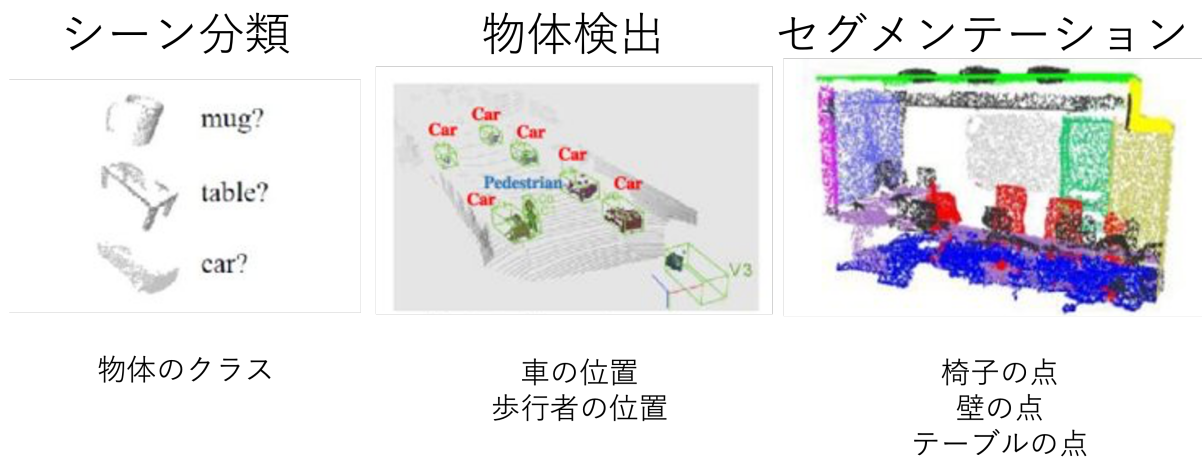 シーン分類
物体検出
セグメンテーション
mug?
table?
car?
Car
Car
Car
Car
Pedestrian
Car
Car
V3
物体のクラス
車の位置
歩行者の位置
椅子の点
壁の点
テーブルの点